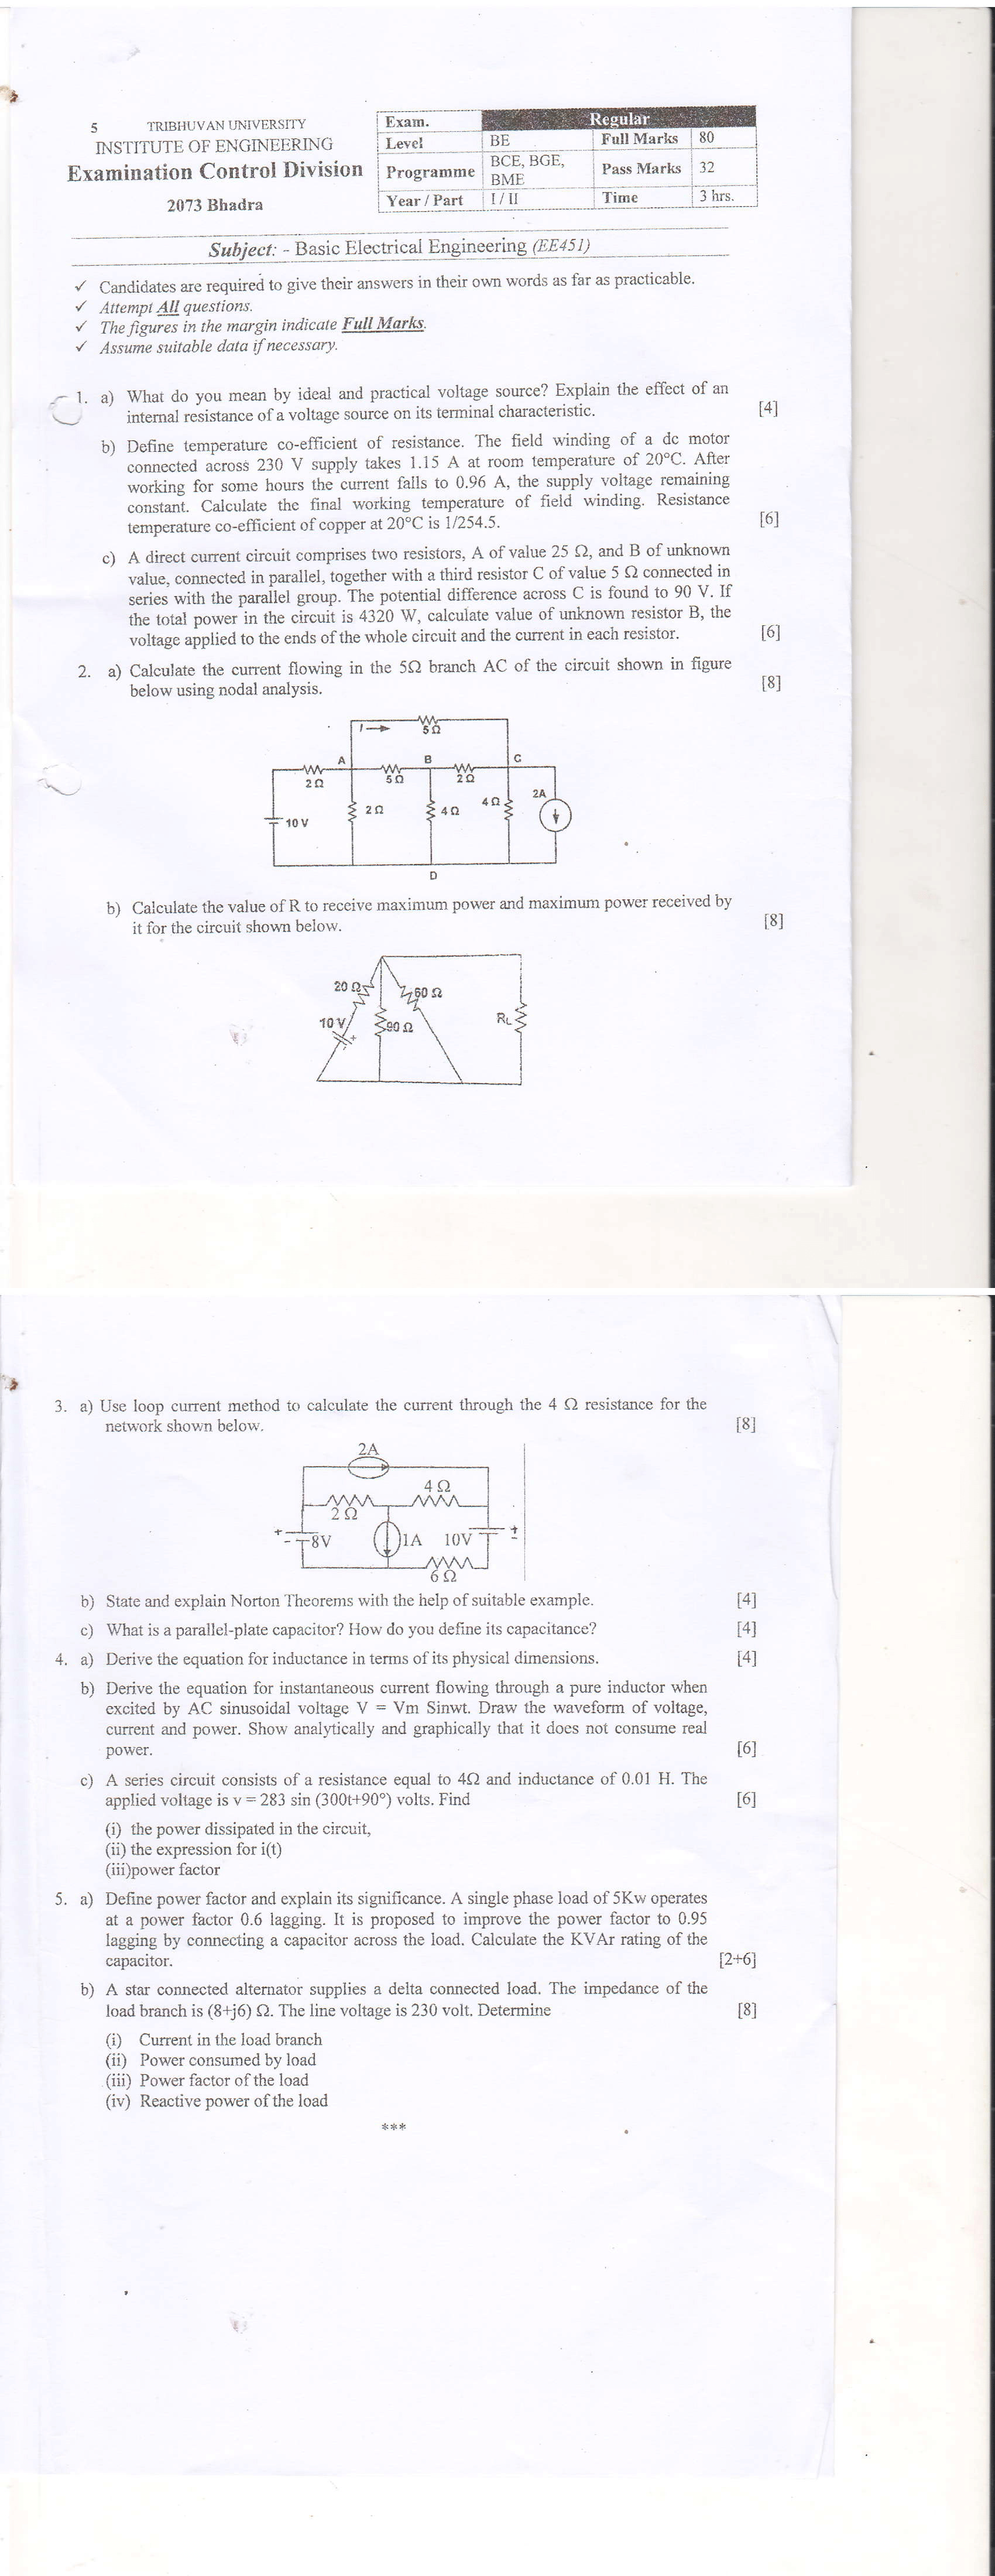 5 TRIBHUVAN UNIVERSITY
INSTITUTE OF ENGINEERING
Examination Control Division
2073 Bhadra
Exam. Regular
Level BE Full Marks 80
Programme BCE, BGE, BME Pass Marks 32
Year / Part I / II Time 3 hrs.
Subject: - Basic Electrical Engineering (EE451)
✓ Candidates are required to give their answers in their own words as far as practicable.
✓ Attempt All questions.
✓ The figures in the margin indicate Full Marks.
✓ Assume suitable data if necessary.
1. a) What do you mean by ideal and practical voltage source? Explain the effect of an
internal resistance of a voltage source on its terminal characteristic. [4]
b) Define temperature co-efficient of resistance. The field winding of a dc motor
connected across 230 V supply takes 1.15 A at room temperature of 20°C. After
working for some hours the current falls to 0.96 A, the supply voltage remaining
constant. Calculate the final working temperature of field winding. Resistance
temperature co-efficient of copper at 20°C is 1/254.5. [6]
c) A direct current circuit comprises two resistors, A of value 25 Ω, and B of unknown
value, connected in parallel, together with a third resistor C of value 5 Ω connected in
series with the parallel group. The potential difference across C is found to 90 V. If
the total power in the circuit is 4320 W, calculate value of unknown resistor B, the
voltage applied to the ends of the whole circuit and the current in each resistor. [6]
2. a) Calculate the current flowing in the 5Ω branch AC of the circuit shown in figure
below using nodal analysis. [8]
I
5 Ω
A B C
2 Ω 5 Ω 2 Ω
2A
10 V 2 Ω 4 Ω 4 Ω
D
b) Calculate the value of R to receive maximum power and maximum power received by
it for the circuit shown below. [8]
20 Ω 60 Ω
10 V + 90 Ω RL
3. a) Use loop current method to calculate the current through the 4 Ω resistance for the
network shown below. [8]
2A
4 Ω
2 Ω
+ - 8V 1A 10V + -
6 Ω
b) State and explain Norton Theorems with the help of suitable example. [4]
c) What is a parallel-plate capacitor? How do you define its capacitance? [4]
4. a) Derive the equation for inductance in terms of its physical dimensions. [4]
b) Derive the equation for instantaneous current flowing through a pure inductor when
excited by AC sinusoidal voltage V = Vm Sinwt. Draw the waveform of voltage,
current and power. Show analytically and graphically that it does not consume real
power. [6]
c) A series circuit consists of a resistance equal to 4Ω and inductance of 0.01 H. The
applied voltage is v = 283 sin (300t+90°) volts. Find [6]
(i) the power dissipated in the circuit,
(ii) the expression for i(t)
(iii)power factor
5. a) Define power factor and explain its significance. A single phase load of 5Kw operates
at a power factor 0.6 lagging. It is proposed to improve the power factor to 0.95
lagging by connecting a capacitor across the load. Calculate the KVAr rating of the
capacitor. [2+6]
b) A star connected alternator supplies a delta connected load. The impedance of the
load branch is (8+j6) Ω. The line voltage is 230 volt. Determine [8]
(i) Current in the load branch
(ii) Power consumed by load
(iii) Power factor of the load
(iv) Reactive power of the load
***